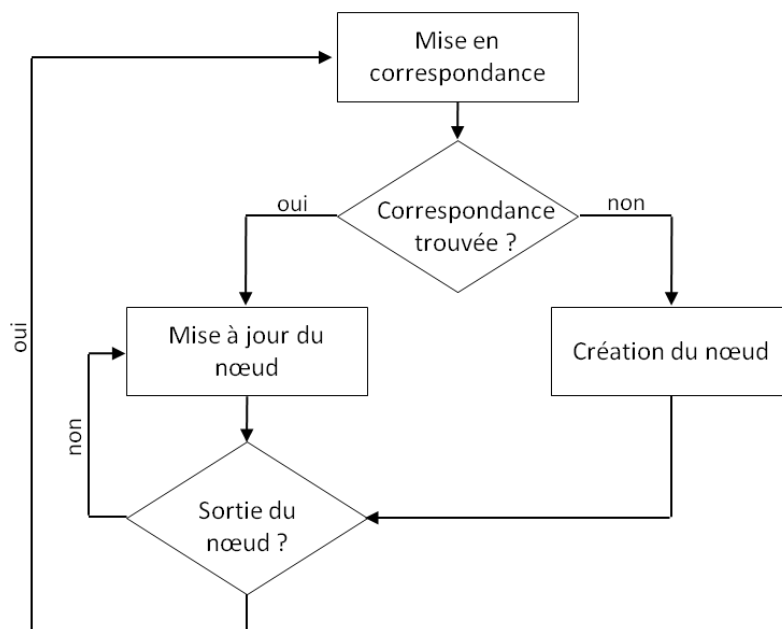 Mise en
correspondance
oui
Correspondance
trouvée ?
non
Mise à jour du
nœud
Création du nœud
oui
non
Sortie du
nœud ?